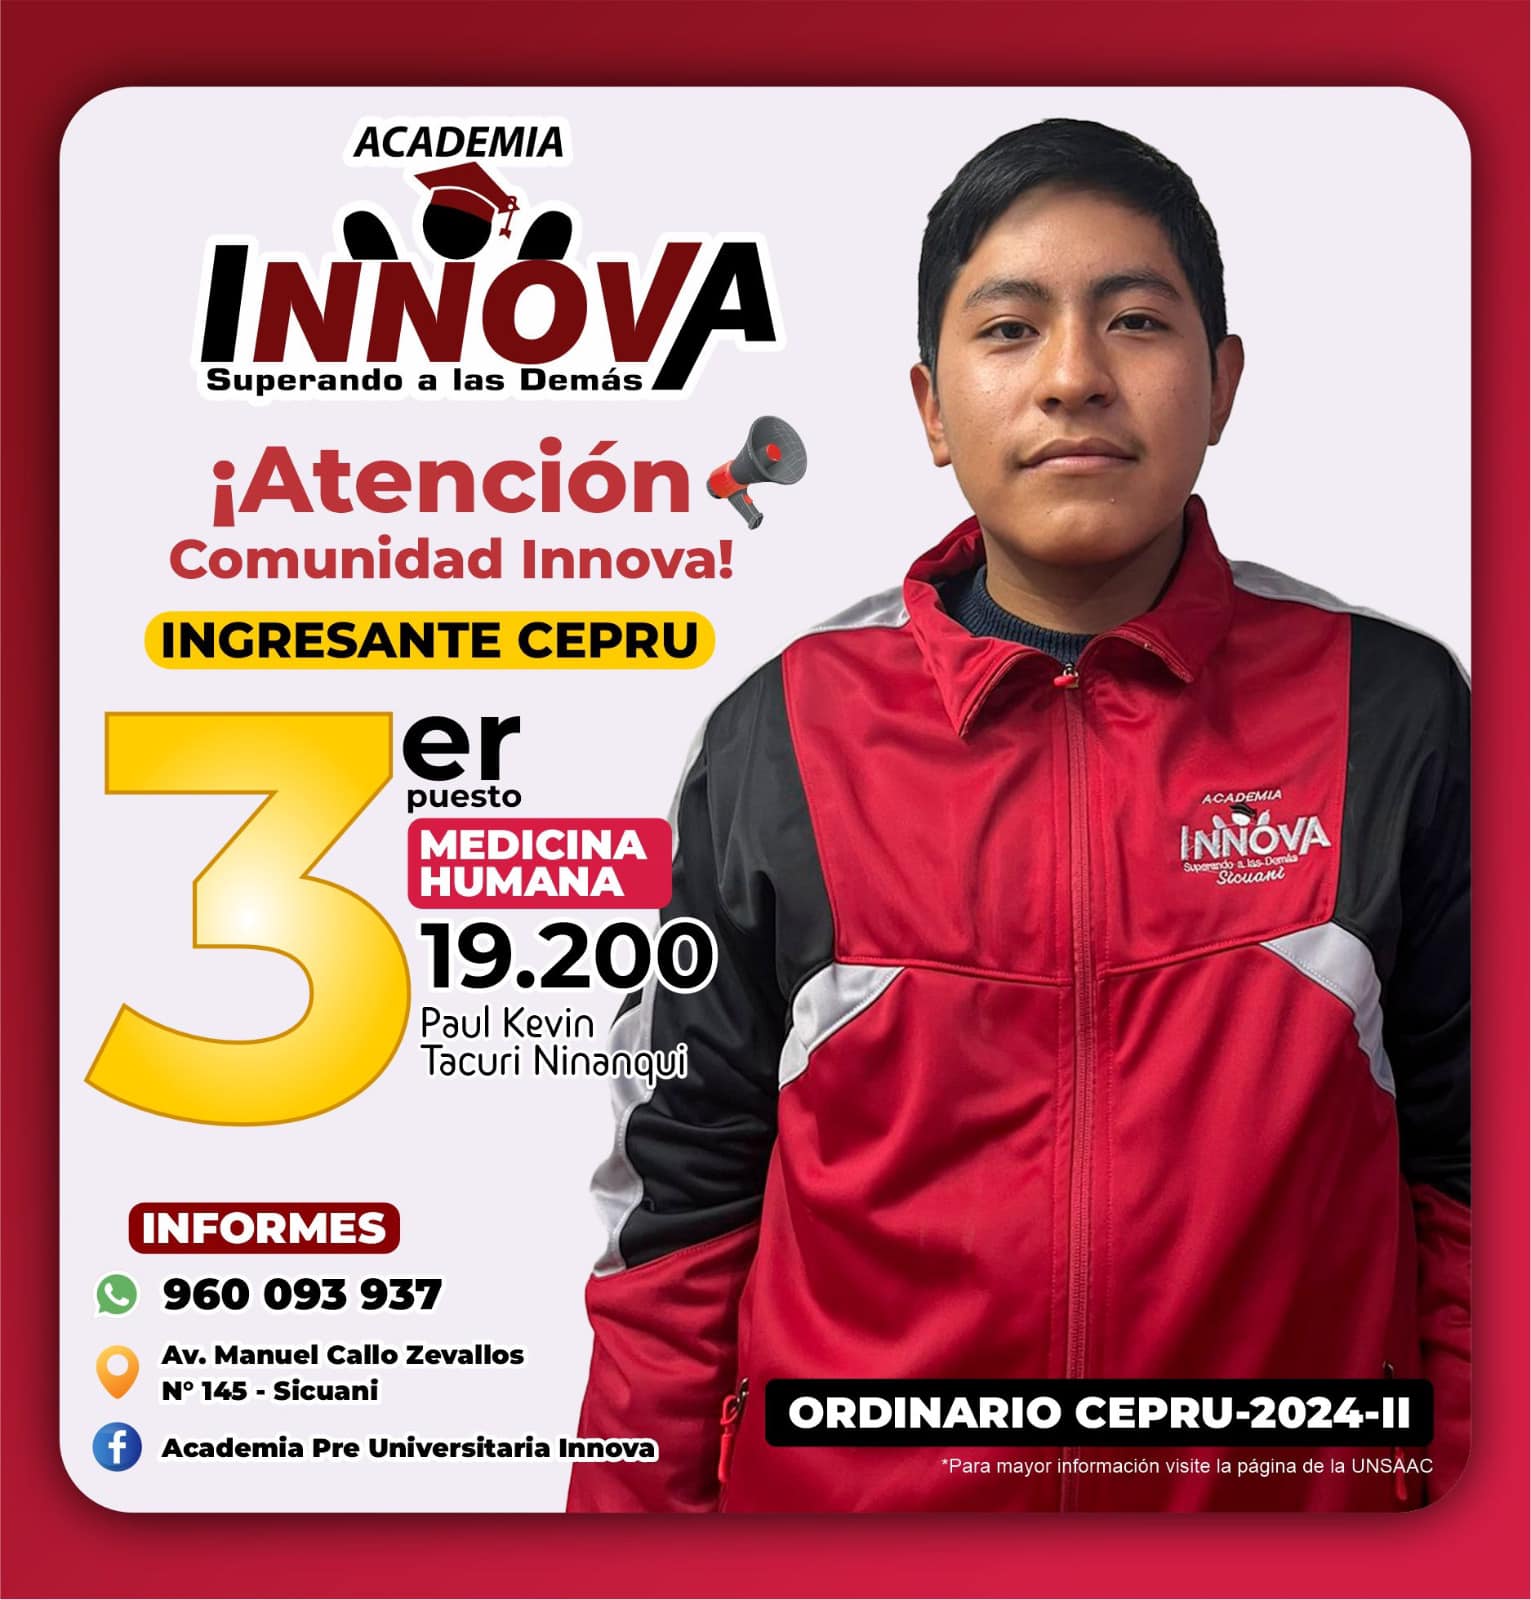 ACADEMIA
INNOVA
Superando a las Demás
¡Atención
Comunidad Innova!
INGRESANTE CEPRU
3er
puesto
MEDICINA
HUMANA
19.200
Paul Kevin
Tacuri Ninanqui
ACADEMIA
INNOVA
Superando a las Demás
Sicuani
INFORMES
960 093 937
Av. Manuel Callo Zevallos
N° 145 - Sicuani
Academia Pre Universitaria Innova
ORDINARIO CEPRU-2024-II
*Para mayor información visite la página de la UNSAAC